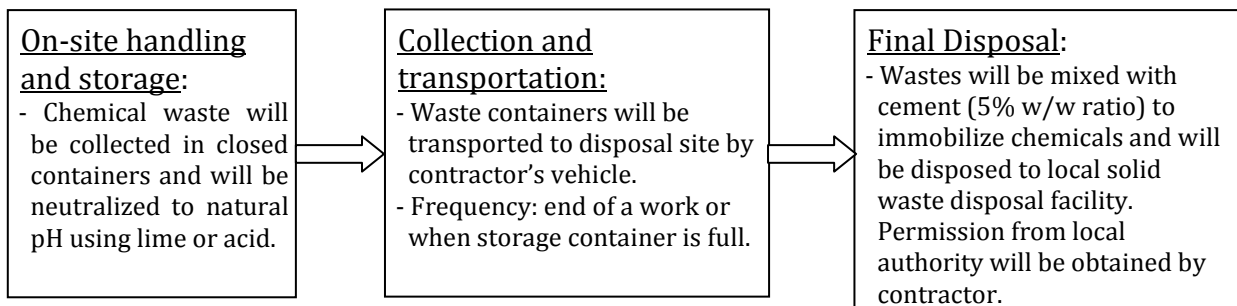 On-site handling
and storage:
- Chemical waste will
be collected in closed
containers and will be
neutralized to natural
pH using lime or acid.
Collection and
transportation:
- Waste containers will be
transported to disposal site by
contractor's vehicle.
- Frequency: end of a work or
when storage container is full.
Final Disposal:
- Wastes will be mixed with
cement (5% w/w ratio) to
immobilize chemicals and will
be disposed to local solid
waste disposal facility.
Permission from local
authority will be obtained by
contractor.